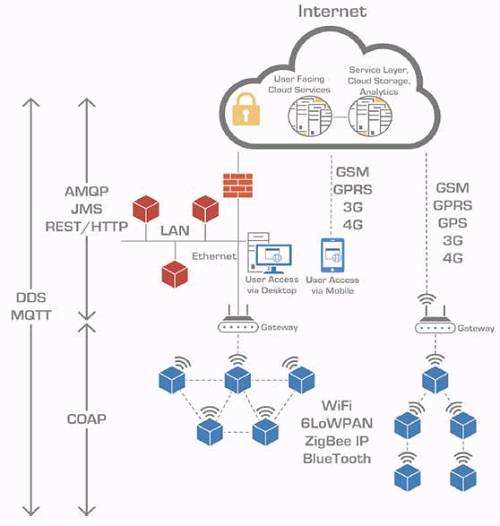 Internet
User Facing
Cloud Services
Service Layer,
Cloud Storage,
Analytics
AMQP
JMS
REST/HTTP
LAN
Ethernet
User Access
via Desktop
GSM
GPRS
3G
4G
User Access
via Mobile
GSM
GPRS
GPS
3G
4G
DDS
MQTT
Gateway
Gateway
COAP
WiFi
6LoWPAN
ZigBee IP
BlueTooth